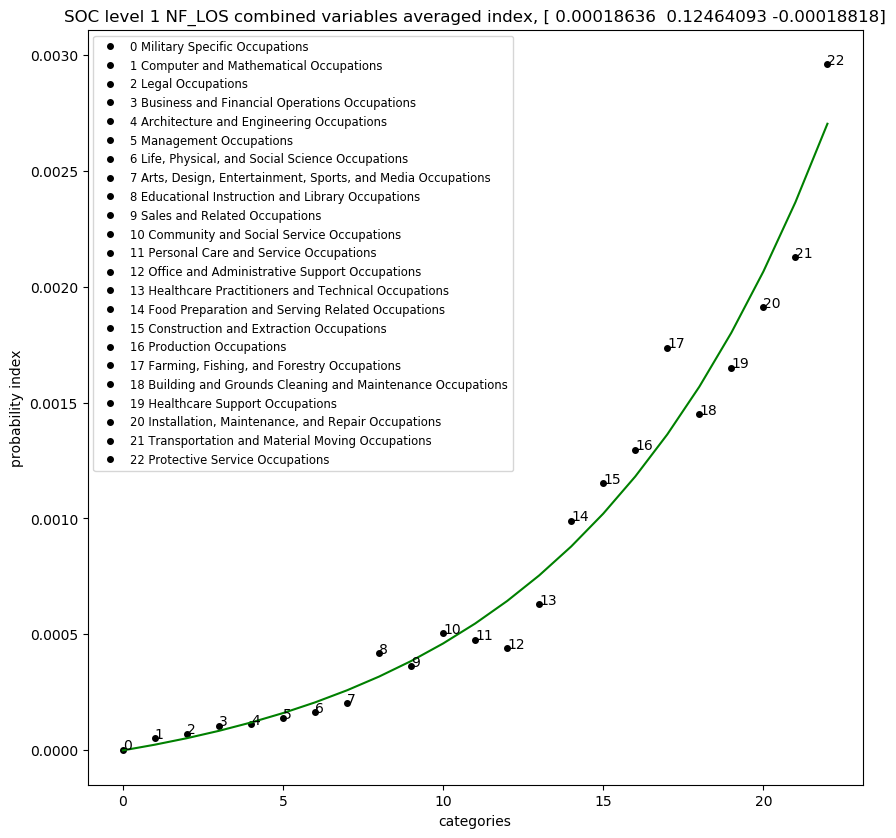 SOC level 1 NF_LOS combined variables averaged index, [ 0.00018636  0.12464093 -0.00018818]
0 Military Specific Occupations
1 Computer and Mathematical Occupations
2 Legal Occupations
3 Business and Financial Operations Occupations
4 Architecture and Engineering Occupations
5 Management Occupations
6 Life, Physical, and Social Science Occupations
7 Arts, Design, Entertainment, Sports, and Media Occupations
8 Educational Instruction and Library Occupations
9 Sales and Related Occupations
10 Community and Social Service Occupations
11 Personal Care and Service Occupations
12 Office and Administrative Support Occupations
13 Healthcare Practitioners and Technical Occupations
14 Food Preparation and Serving Related Occupations
15 Construction and Extraction Occupations
16 Production Occupations
17 Farming, Fishing, and Forestry Occupations
18 Building and Grounds Cleaning and Maintenance Occupations
19 Healthcare Support Occupations
20 Installation, Maintenance, and Repair Occupations
21 Transportation and Material Moving Occupations
22 Protective Service Occupations
0.0030
0.0025
0.0020
0.0015
0.0010
0.0005
0.0000
probability index
0
1
2
3
4
5
6
7
8
9
10
11
12
13
14
15
16
17
18
19
20
21
22
0
5
10
15
20
categories